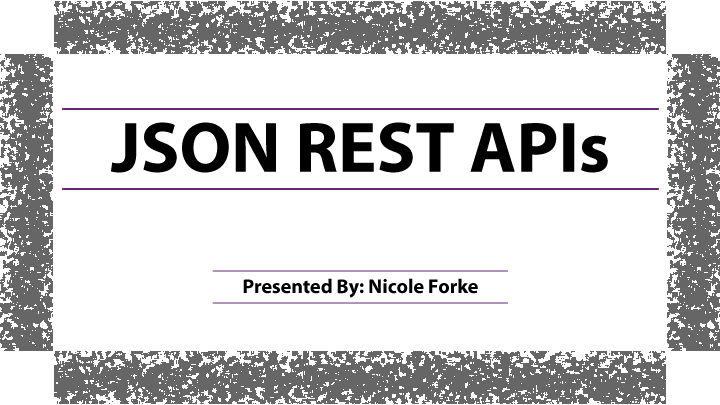 JSON REST APIs
Presented By: Nicole Forke